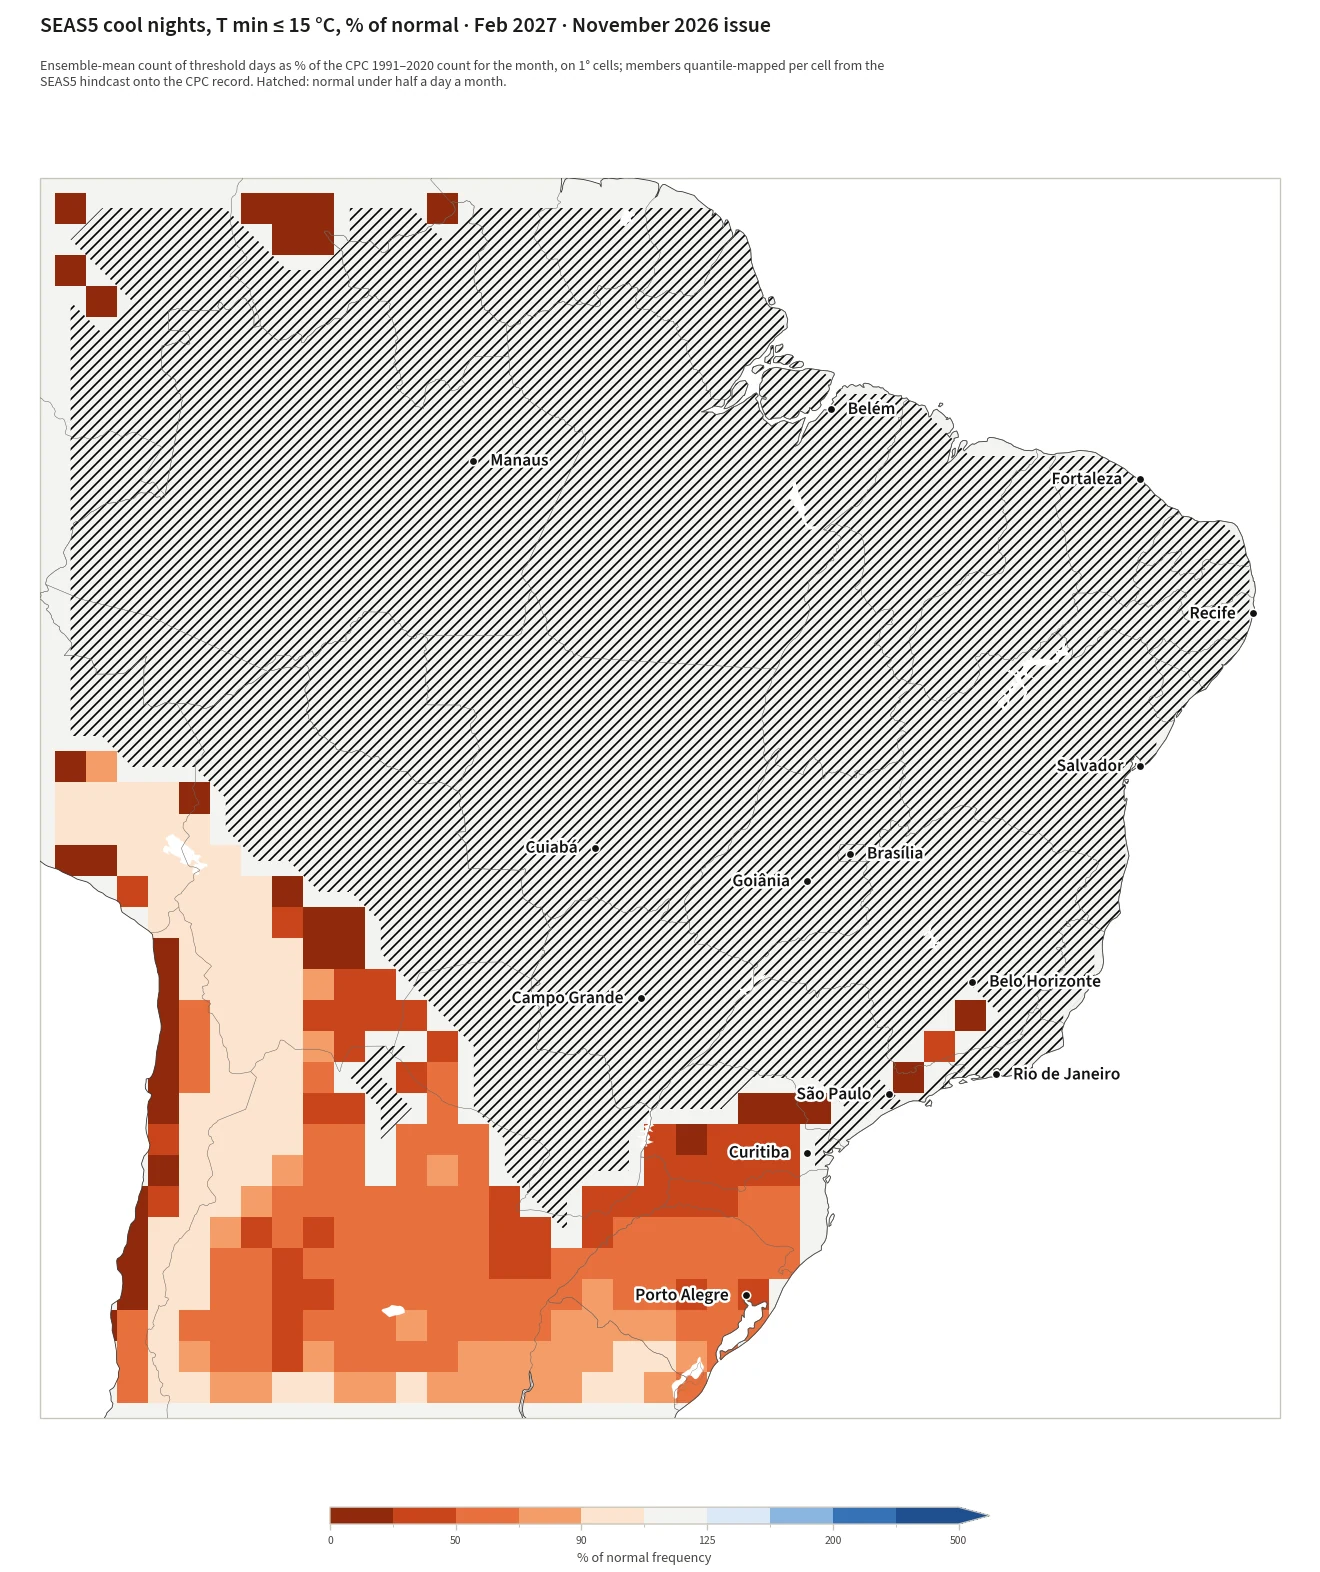 SEAS5 cool nights, T min ≤ 15 °C, % of normal · Feb 2027 · November 2026 issue
Ensemble-mean count of threshold days as % of the CPC 1991–2020 count for the month, on 1° cells; members quantile-mapped per cell from the
SEAS5 hindcast onto the CPC record. Hatched: normal under half a day a month.
Belém
Manaus
Fortaleza
Recife
Salvador
Cuiabá
Brasília
Goiânia
Belo Horizonte
Campo Grande
Rio de Janeiro
São Paulo
Curitiba
Porto Alegre
0 50 90 125 200 500
% of normal frequency